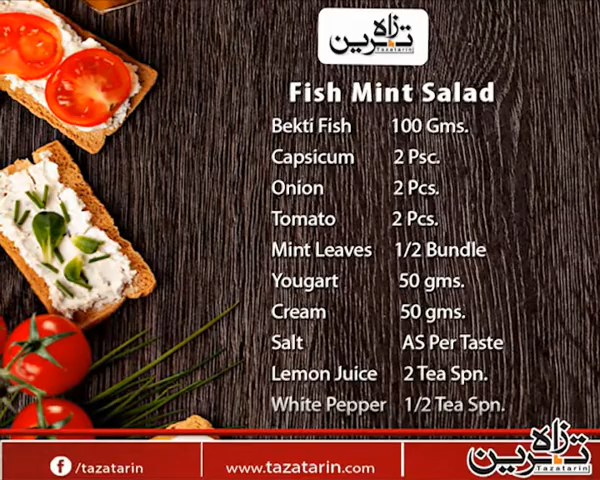 تازہ
ترین
Tazatarin
Fish Mint Salad
Bekti Fish 100 Gms.
Capsicum 2 Psc.
Onion 2 Pcs.
Tomato 2 Pcs.
Mint Leaves 1/2 Bundle
Yougart 50 gms.
Cream 50 gms.
Salt AS Per Taste
Lemon Juice 2 Tea Spn.
White Pepper 1/2 Tea Spn.
f /tazatarin
www.tazatarin.com
تازہ
ترین
Tazatarin